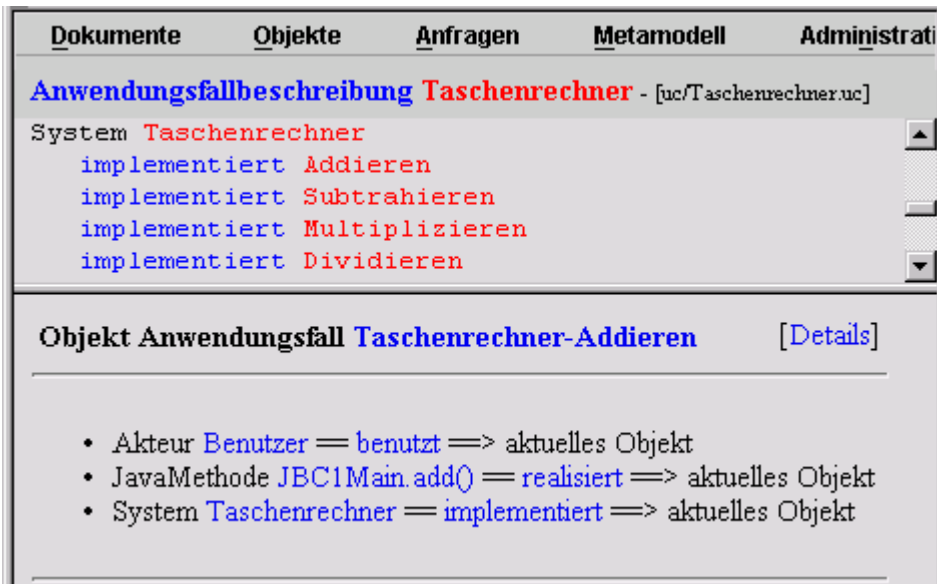 Dokumente Objekte Anfragen Metamodell Administrati
Anwendungsfallbeschreibung Taschenrechner - [uc/Taschenrechner.uc]
System Taschenrechner
implementiert Addieren
implementiert Subtrahieren
implementiert Multiplizieren
implementiert Dividieren
Objekt Anwendungsfall Taschenrechner-Addieren [Details]
• Akteur Benutzer == benutzt ==> aktuelles Objekt
• JavaMethode JBC1Main.add() == realisiert ==> aktuelles Objekt
• System Taschenrechner == implementiert ==> aktuelles Objekt